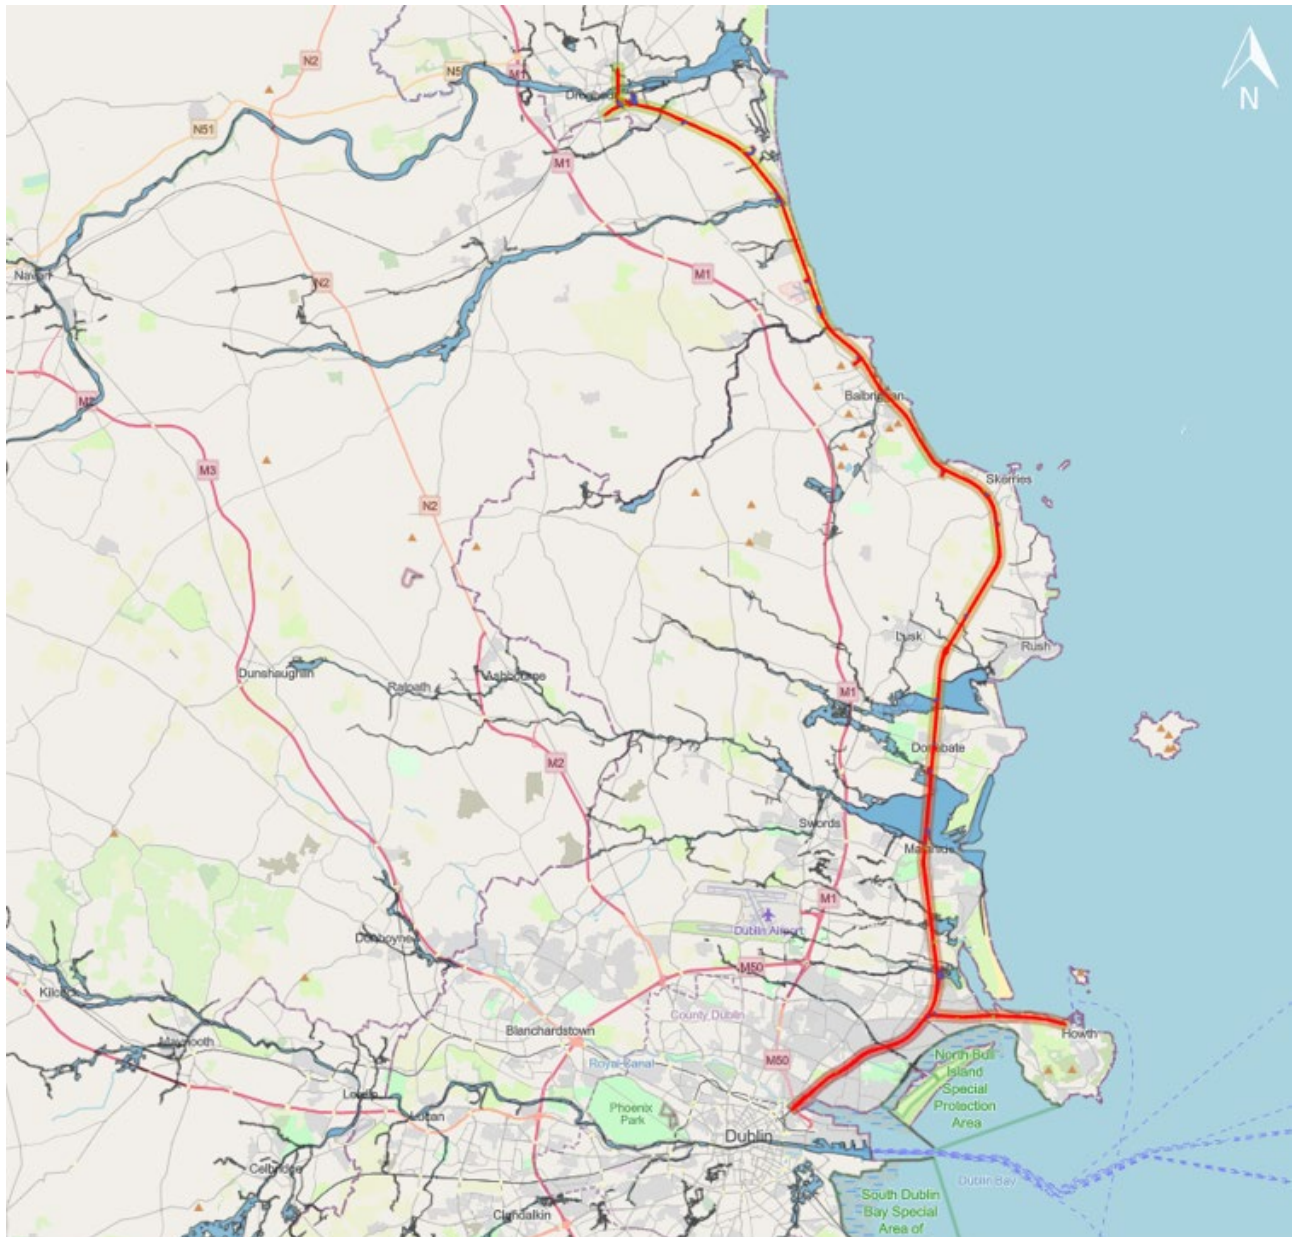 N2
N5
M1
N51
M1
N2
M1
M3
Balbriggan
N2
Skerries
Lusk
Rush
Dunshaughlin
Ratoath
Ashbourne
M1
Donabate
M2
Swords
Malahide
M1
Dublin Airport
Dunboyne
M50
Kilcock
County Dublin
Blanchardstown
Howth
Maynooth
Royal Canal
M50
North Bull
Island
Special
Protection
Area
Phoenix
Park
Lucan
Dublin
Celbridge
Dublin Bay
South Dublin
Bay Special
Area of
Clondalkin
N